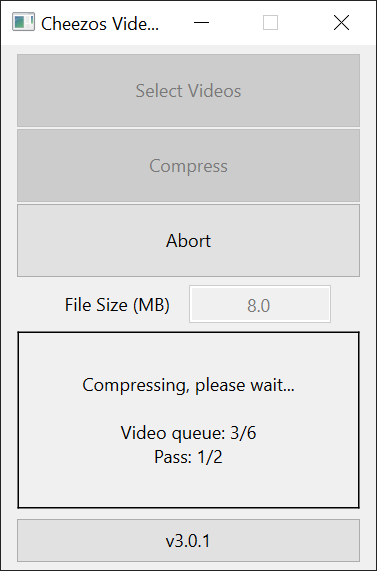 Cheezos Vide...
Select Videos
Compress
Abort
File Size (MB) 8.0
Compressing, please wait...
Video queue: 3/6
Pass: 1/2
v3.0.1